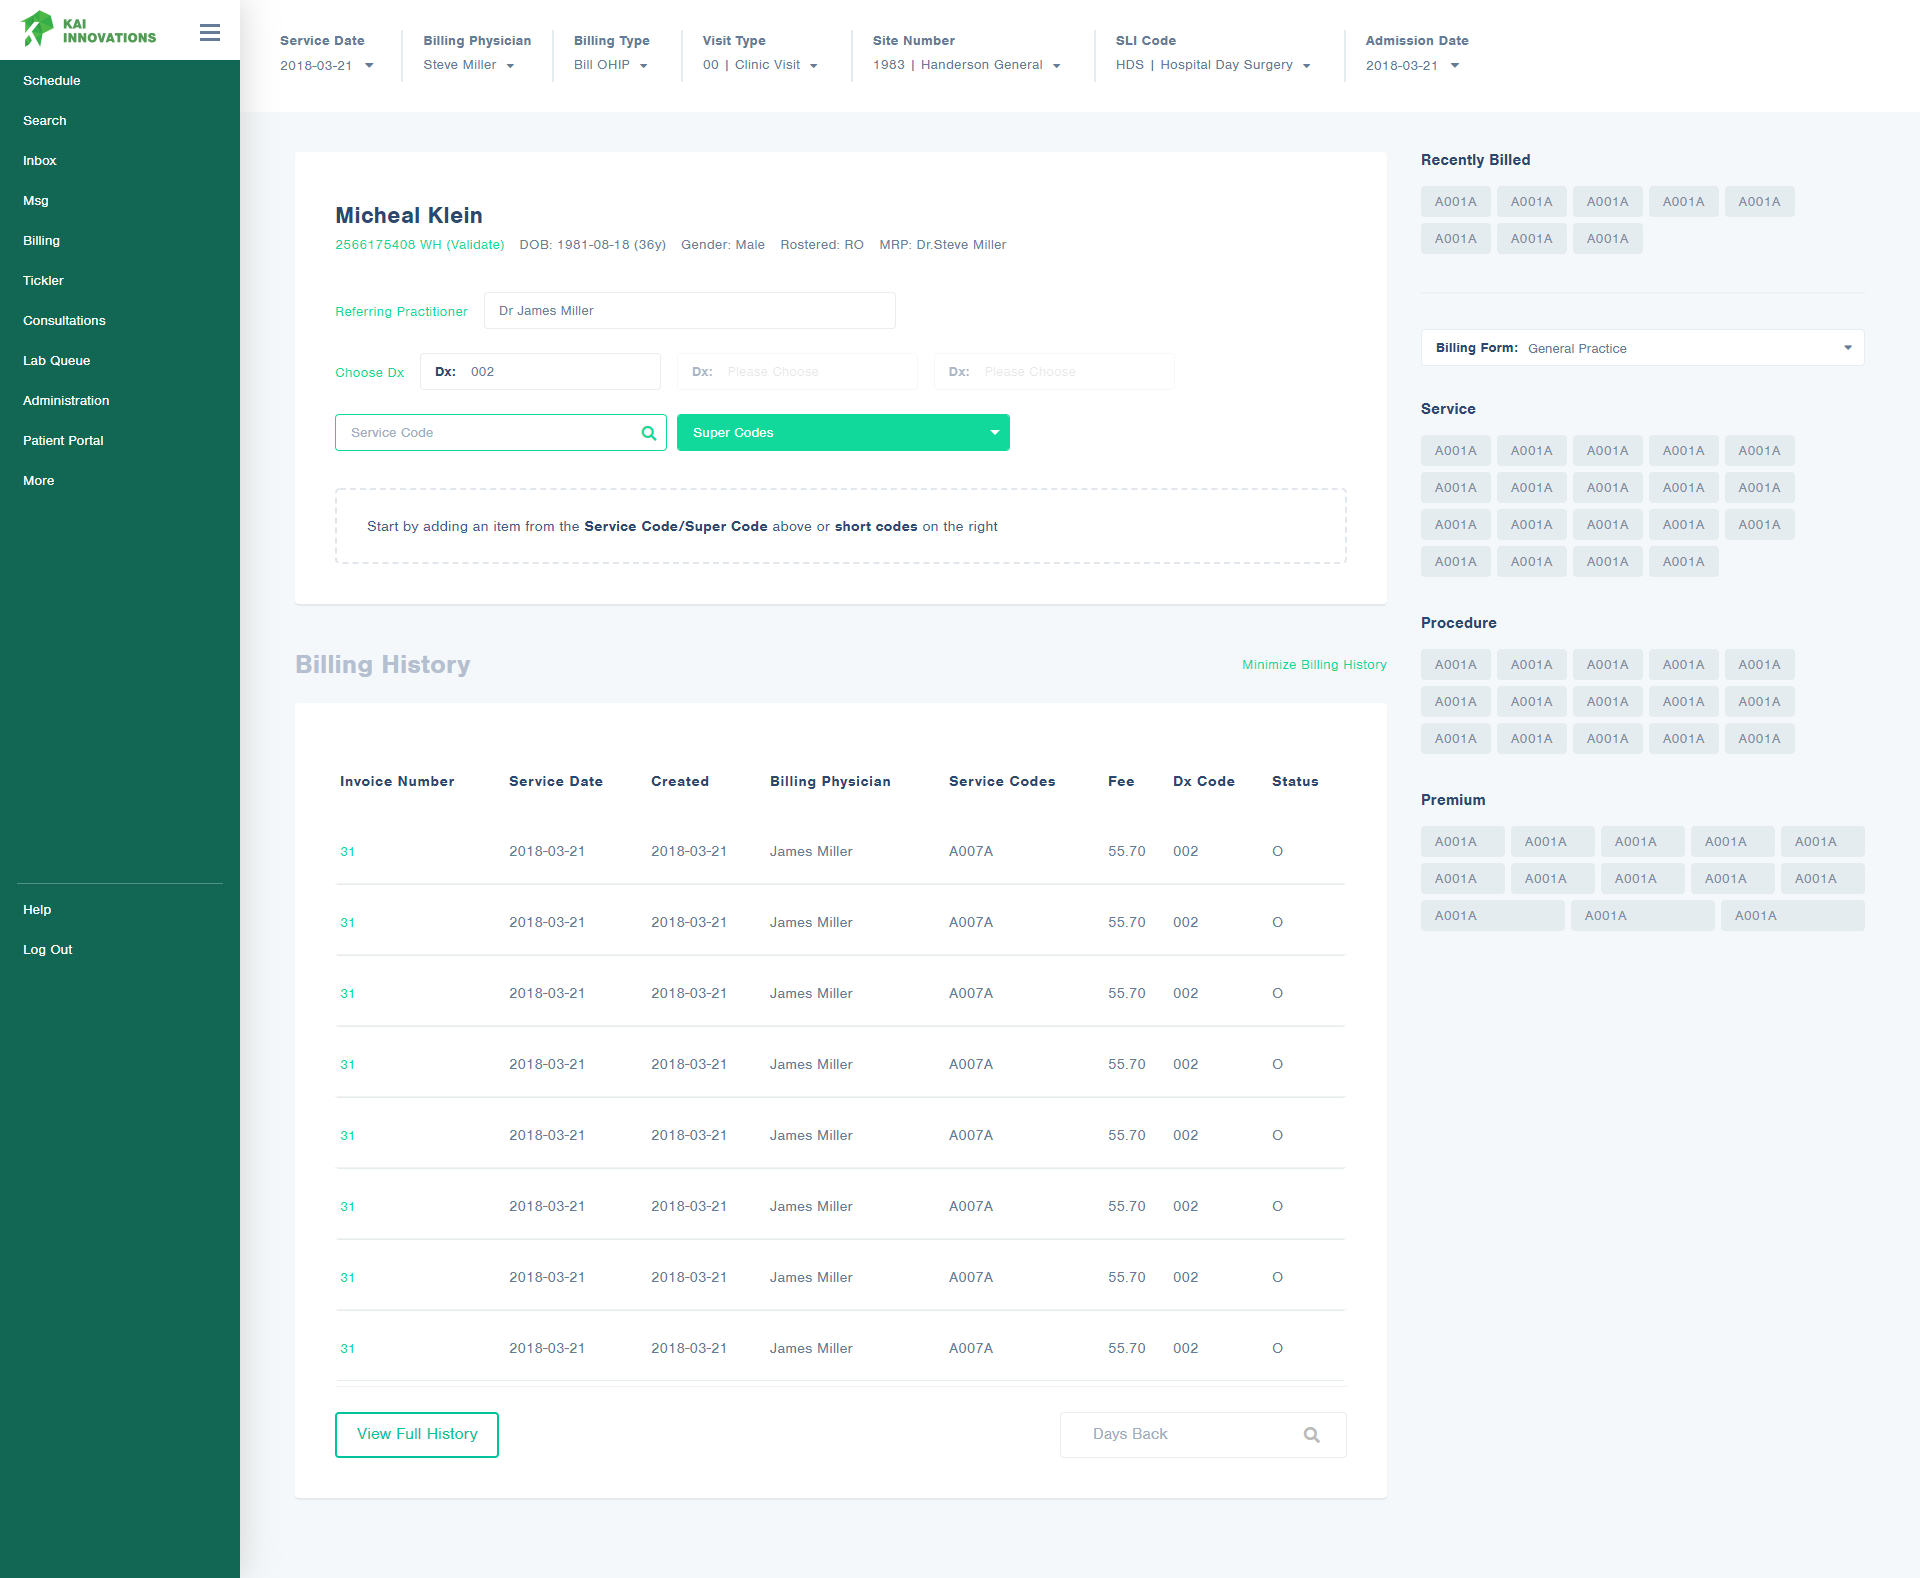 KAI
INNOVATIONS
Schedule
Search
Inbox
Msg
Billing
Tickler
Consultations
Lab Queue
Administration
Patient Portal
More
Help
Log Out
Service Date Billing Physician Billing Type Visit Type Site Number SLI Code Admission Date
2018-03-21 Steve Miller Bill OHIP 00 | Clinic Visit 1983 | Handerson General HDS | Hospital Day Surgery 2018-03-21
Micheal Klein
2566175408 WH (Validate) DOB: 1981-08-18 (36y) Gender: Male Rostered: RO MRP: Dr.Steve Miller
Referring Practitioner Dr James Miller
Choose Dx Dx: 002 Dx: Please Choose Dx: Please Choose
Service Code Super Codes
Start by adding an item from the Service Code/Super Code above or short codes on the right
Billing History Minimize Billing History
Invoice Number Service Date Created Billing Physician Service Codes Fee Dx Code Status
31 2018-03-21 2018-03-21 James Miller A007A 55.70 002 O
31 2018-03-21 2018-03-21 James Miller A007A 55.70 002 O
31 2018-03-21 2018-03-21 James Miller A007A 55.70 002 O
31 2018-03-21 2018-03-21 James Miller A007A 55.70 002 O
31 2018-03-21 2018-03-21 James Miller A007A 55.70 002 O
31 2018-03-21 2018-03-21 James Miller A007A 55.70 002 O
31 2018-03-21 2018-03-21 James Miller A007A 55.70 002 O
31 2018-03-21 2018-03-21 James Miller A007A 55.70 002 O
View Full History Days Back
Recently Billed
A001A A001A A001A A001A A001A
A001A A001A A001A
Billing Form: General Practice
Service
A001A A001A A001A A001A A001A
A001A A001A A001A A001A A001A
A001A A001A A001A A001A A001A
A001A A001A A001A A001A
Procedure
A001A A001A A001A A001A A001A
A001A A001A A001A A001A A001A
A001A A001A A001A A001A A001A
Premium
A001A A001A A001A A001A A001A
A001A A001A A001A A001A A001A
A001A A001A A001A